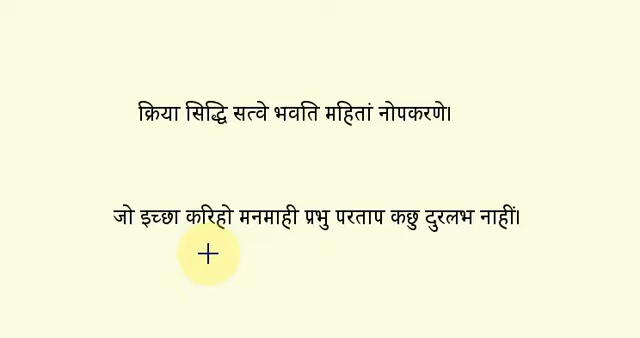 क्रिया सिद्धि सत्वे भवति महितां नोपकरणे।
जो इच्छा करिहो मनमाही प्रभु परताप कछु दुरलभ नाहीं।